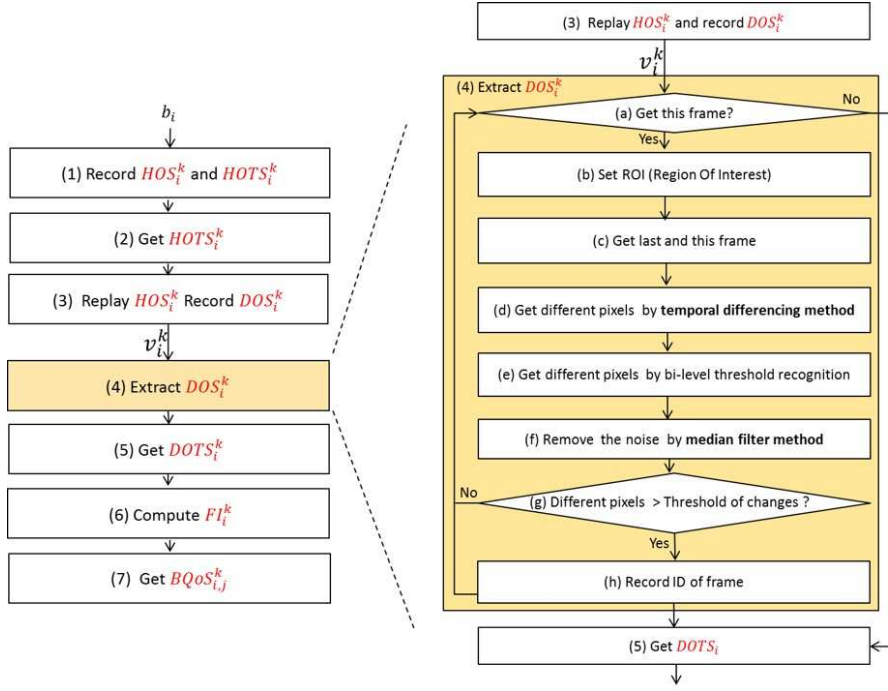 b_i
(1) Record HOS_i^k and HOTS_i^k
(2) Get HOTS_i^k
(3) Replay HOS_i^k Record DOS_i^k
v_i^k
(4) Extract DOS_i^k
(5) Get DOTS_i^k
(6) Compute FI_i^k
(7) Get BQoS_{i,j}^k
(3) Replay HOS_i^k and record DOS_i^k
v_i^k
(4) Extract DOS_i^k
(a) Get this frame?
No
Yes
(b) Set ROI (Region Of Interest)
(c) Get last and this frame
(d) Get different pixels by temporal differencing method
(e) Get different pixels by bi-level threshold recognition
(f) Remove the noise by median filter method
No
(g) Different pixels > Threshold of changes ?
Yes
(h) Record ID of frame
(5) Get DOTS_i